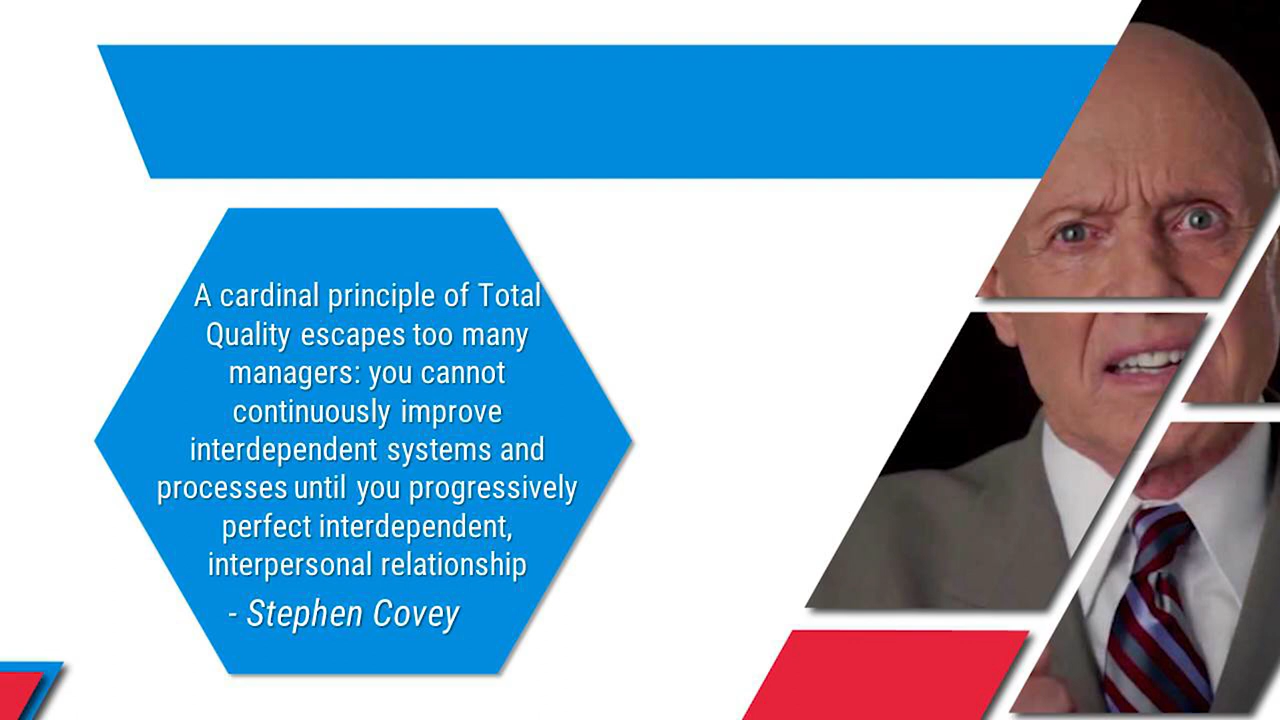 A cardinal principle of Total
Quality escapes too many
managers: you cannot
continuously improve
interdependent systems and
processes until you progressively
perfect interdependent,
interpersonal relationship
- Stephen Covey